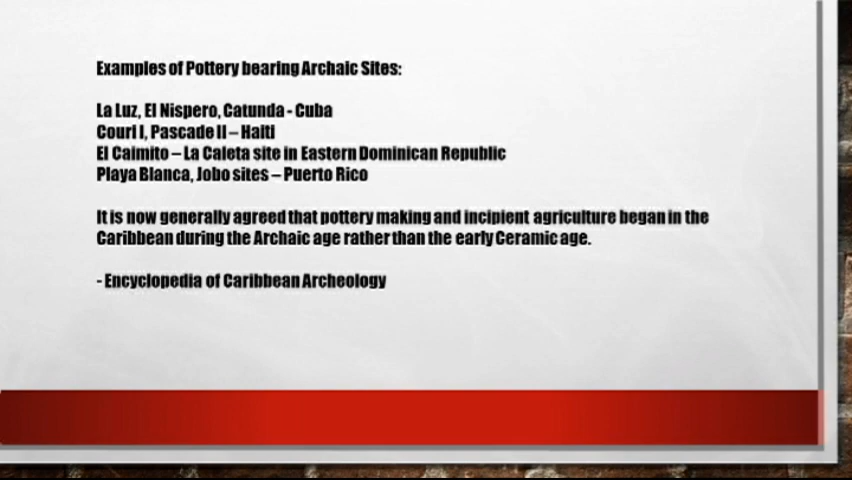 Examples of Pottery bearing Archaic Sites:
La Luz, El Nispero, Catunda - Cuba
Couri I, Pascade II – Haiti
El Caimito – La Caleta site in Eastern Dominican Republic
Playa Blanca, Jobo sites – Puerto Rico
It is now generally agreed that pottery making and incipient agriculture began in the
Caribbean during the Archaic age rather than the early Ceramic age.
- Encyclopedia of Caribbean Archeology